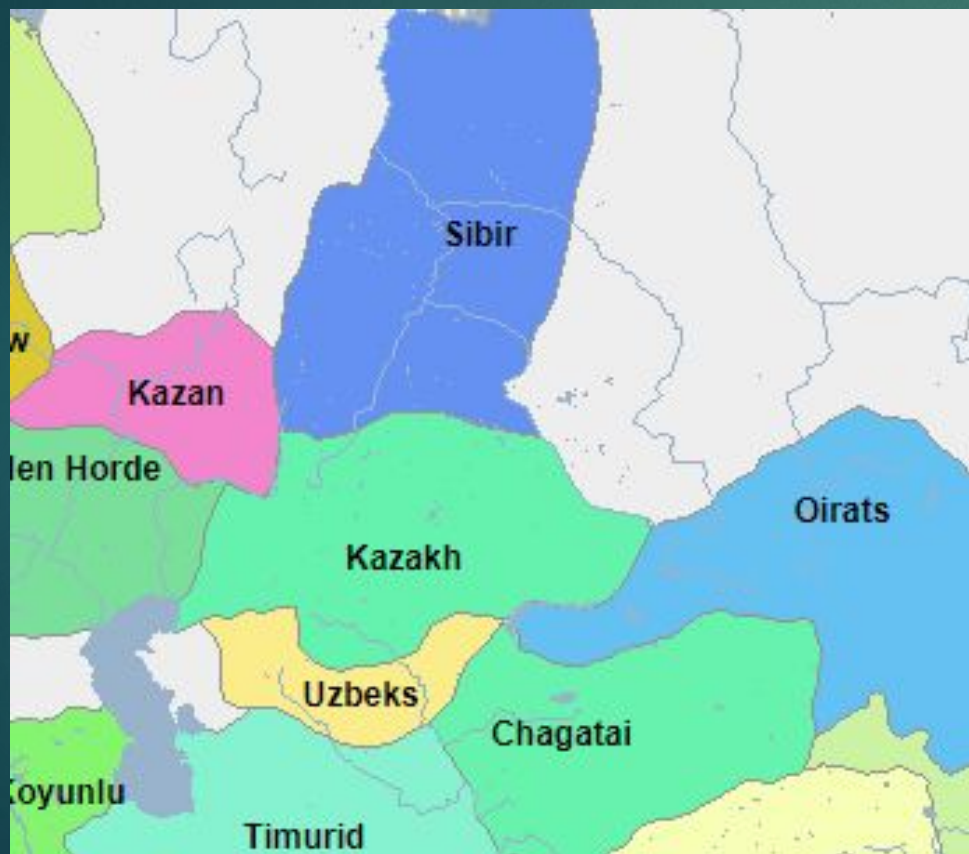 Sibir
w
Kazan
len Horde
Oirats
Kazakh
Uzbeks
Chagatai
Koyunlu
Timurid